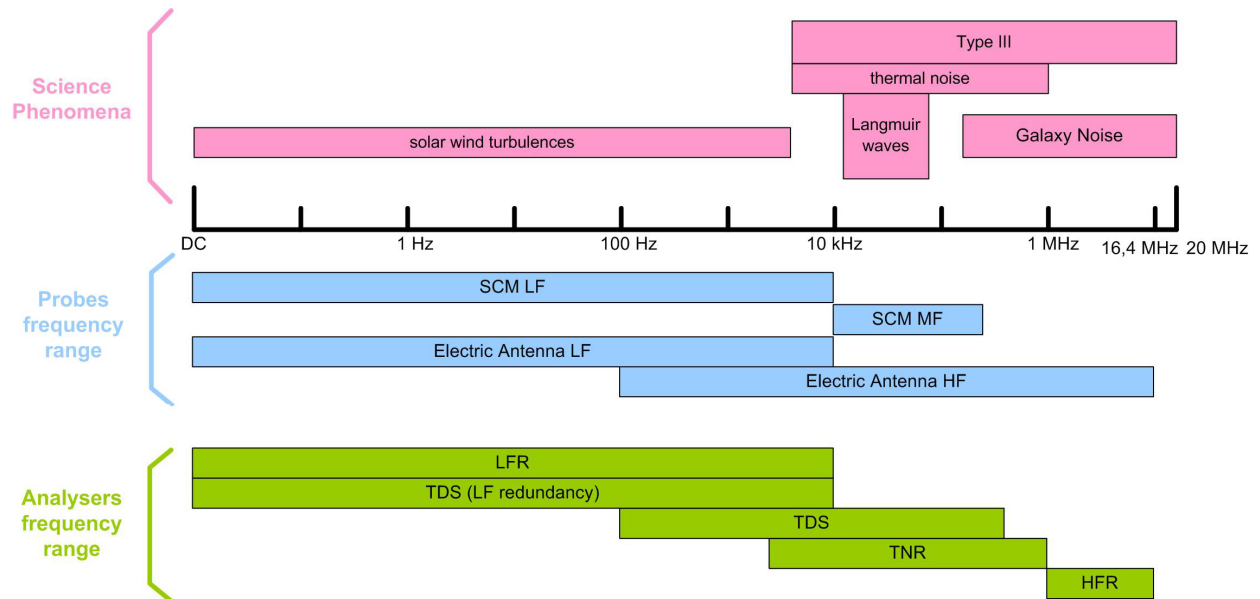 Science
Phenomena
Type III
thermal noise
Langmuir
waves
Galaxy Noise
solar wind turbulences
DC
1 Hz
100 Hz
10 kHz
1 MHz
16,4 MHz
20 MHz
Probes
frequency
range
SCM LF
SCM MF
Electric Antenna LF
Electric Antenna HF
Analysers
frequency
range
LFR
TDS (LF redundancy)
TDS
TNR
HFR